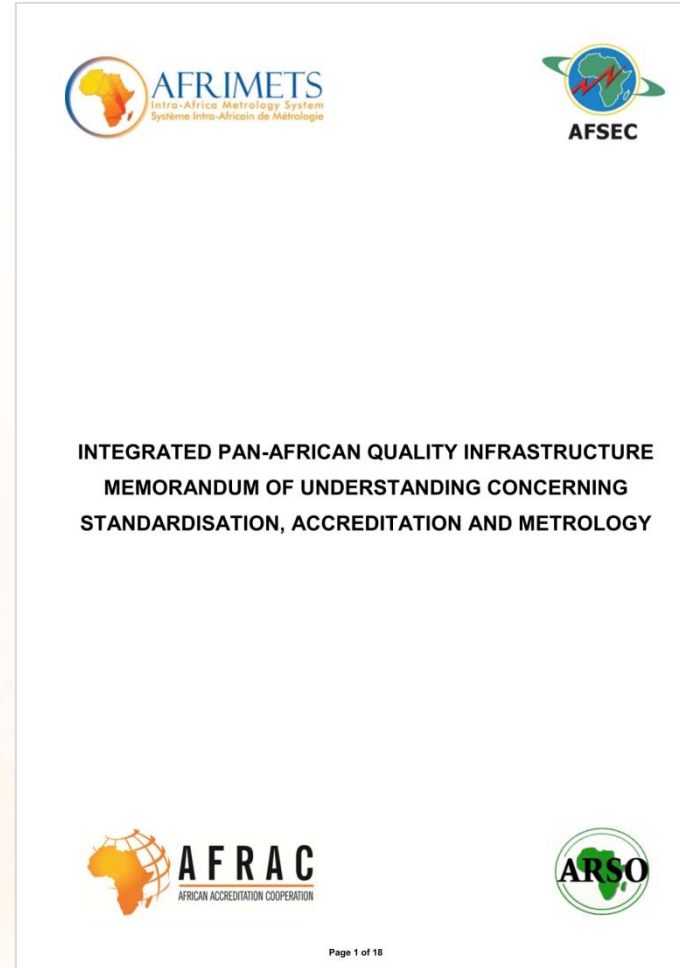 AFRIMETS
Intra-Africa Metrology System
Système Intra-Africain de Métrologie
AFSEC
INTEGRATED PAN-AFRICAN QUALITY INFRASTRUCTURE
MEMORANDUM OF UNDERSTANDING CONCERNING
STANDARDISATION, ACCREDITATION AND METROLOGY
AFRAC
AFRICAN ACCREDITATION COOPERATION
ARSO
Page 1 of 18